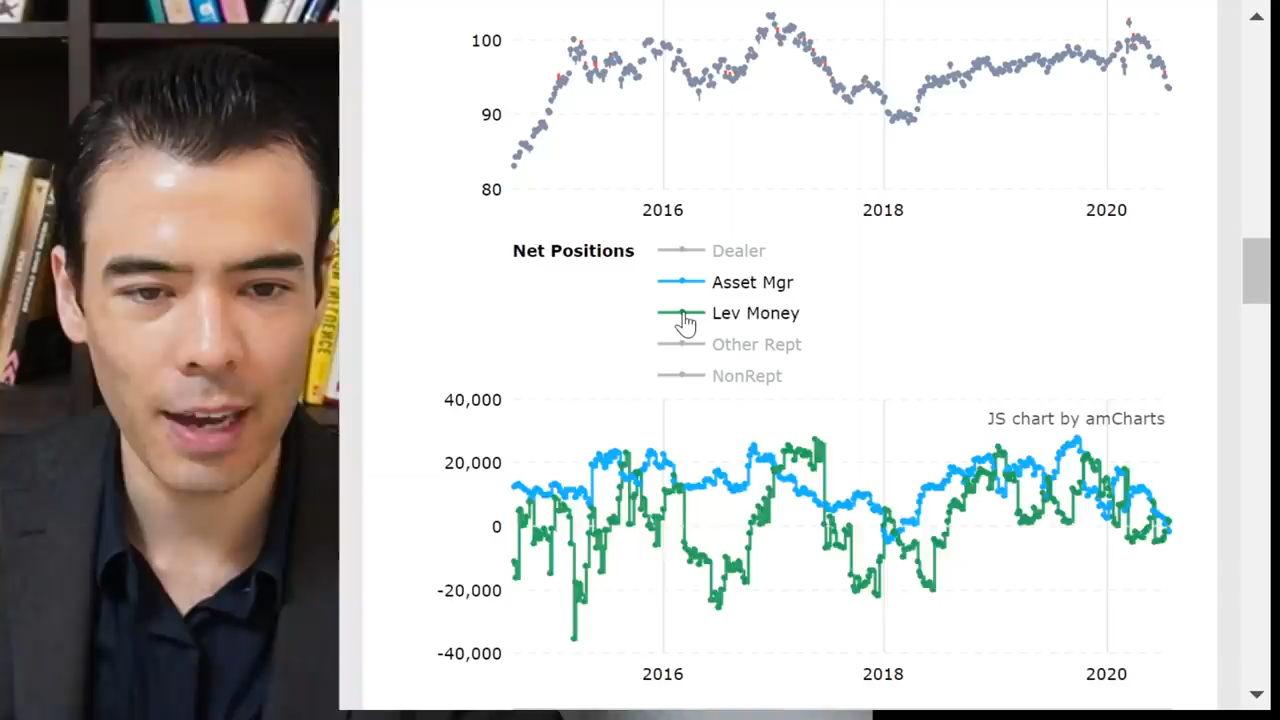 100
90
80
2016 2018 2020
Net Positions
Dealer
Asset Mgr
Lev Money
Other Rept
NonRept
40,000
JS chart by amCharts
20,000
0
-20,000
-40,000
2016 2018 2020